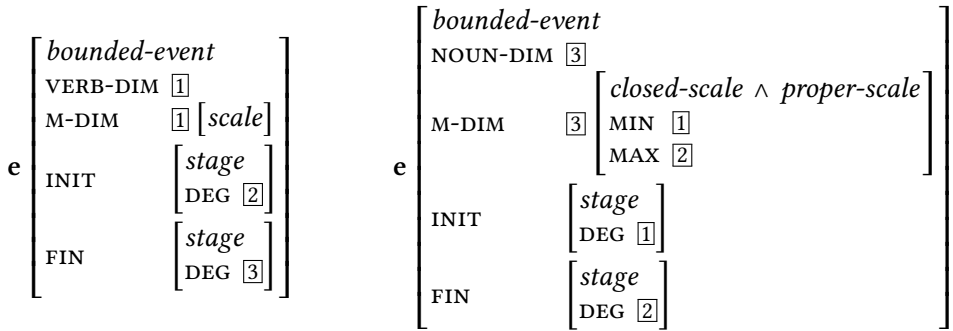 e
bounded-event
VERB-DIM 1
M-DIM 1 [scale]
INIT [stage
DEG 2]
FIN [stage
DEG 3]
e
bounded-event
NOUN-DIM 3
M-DIM 3 [closed-scale ∧ proper-scale
MIN 1
MAX 2]
INIT [stage
DEG 1]
FIN [stage
DEG 2]